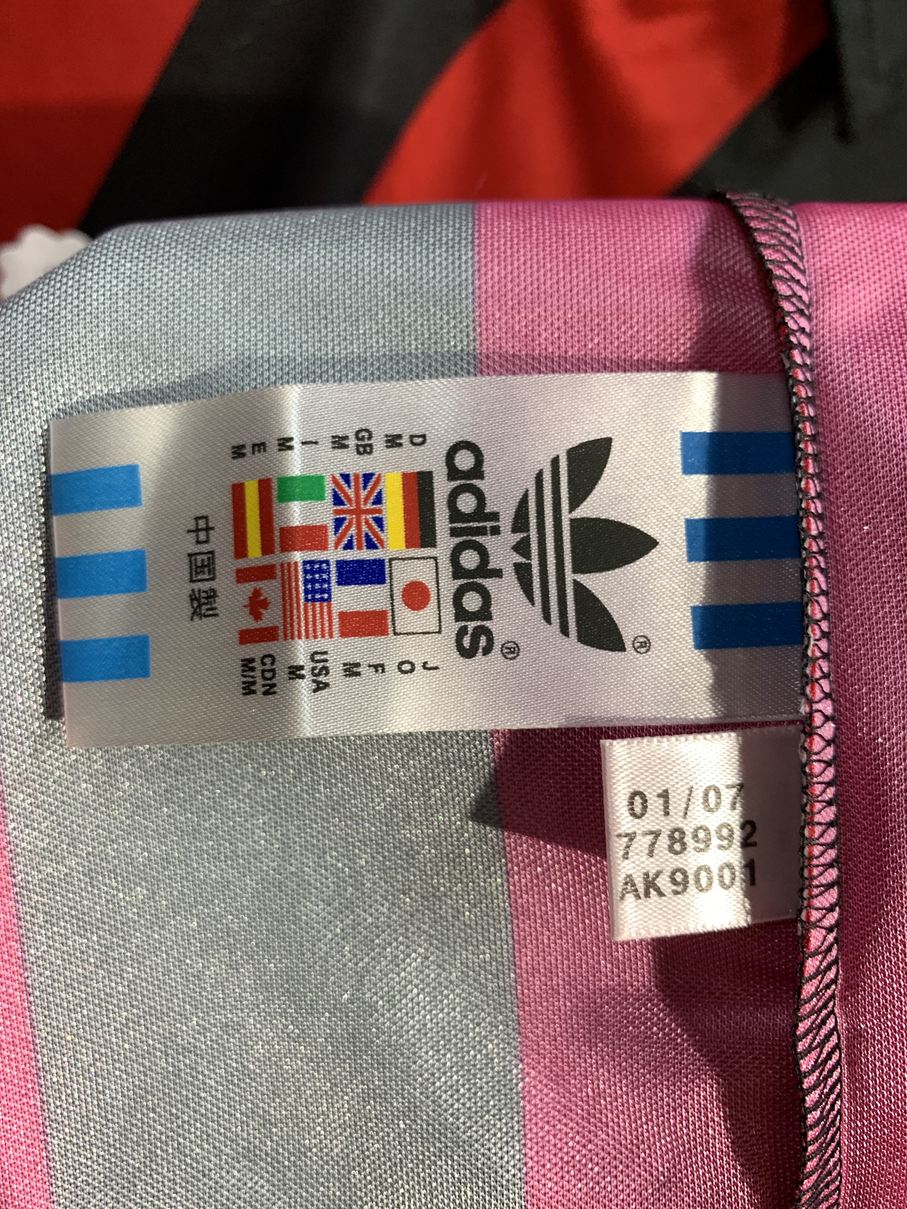 ®
adidas®
D J
M O
GB F
M M
I USA
M M
E CDN
M M/M
中国製
01/07
778992
AK9001